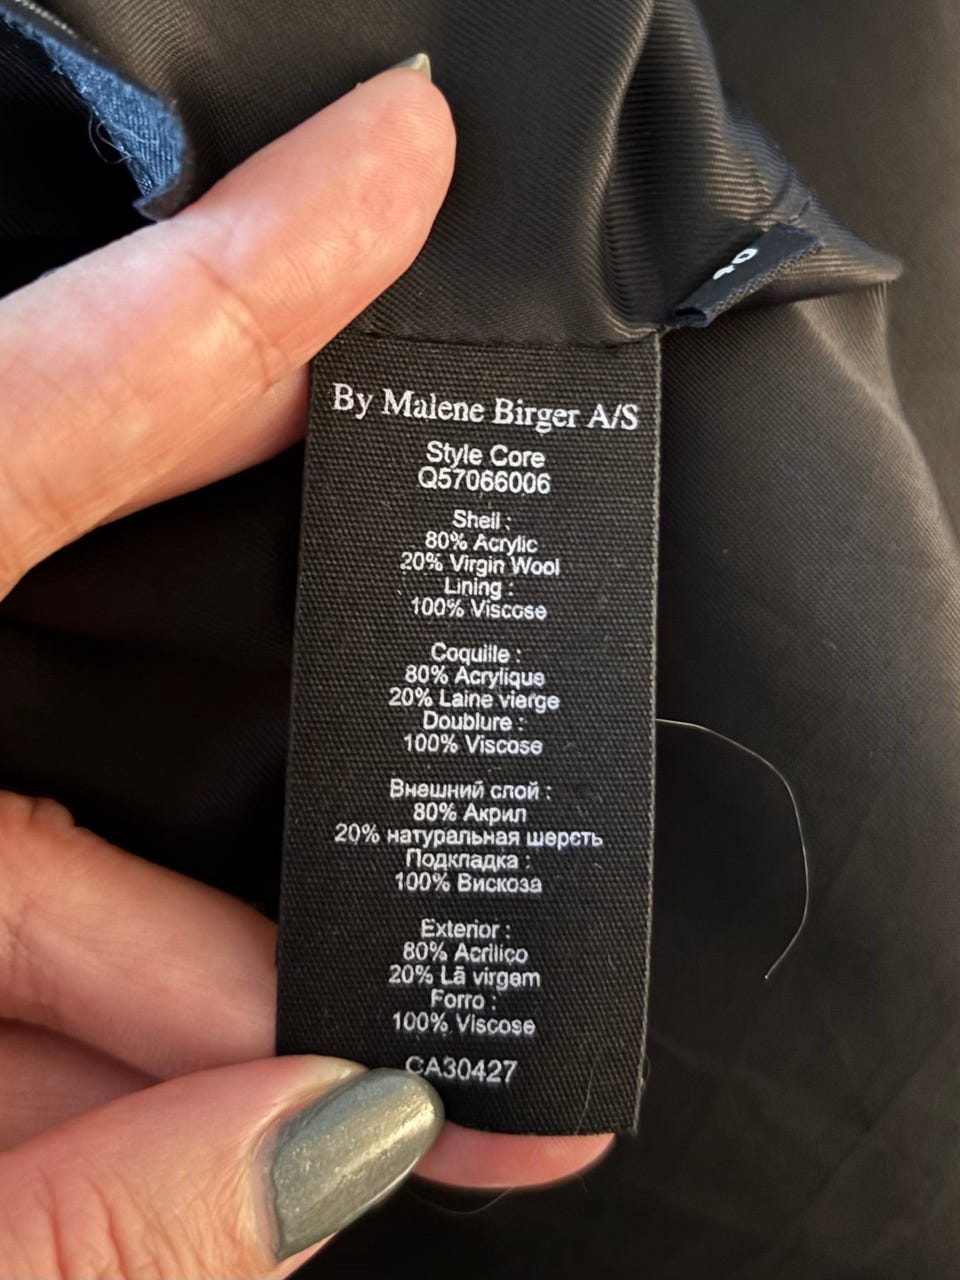 By Malene Birger A/S
Style Core
Q57066006
Shell :
80% Acrylic
20% Virgin Wool
Lining :
100% Viscose
Coquille :
80% Acrylique
20% Laine vierge
Doublure :
100% Viscose
Внешний слой :
80% Акрил
20% натуральная шерсть
Подкладка :
100% Вискоза
Exterior :
80% Acrílico
20% Lã virgem
Forro :
100% Viscose
CA30427